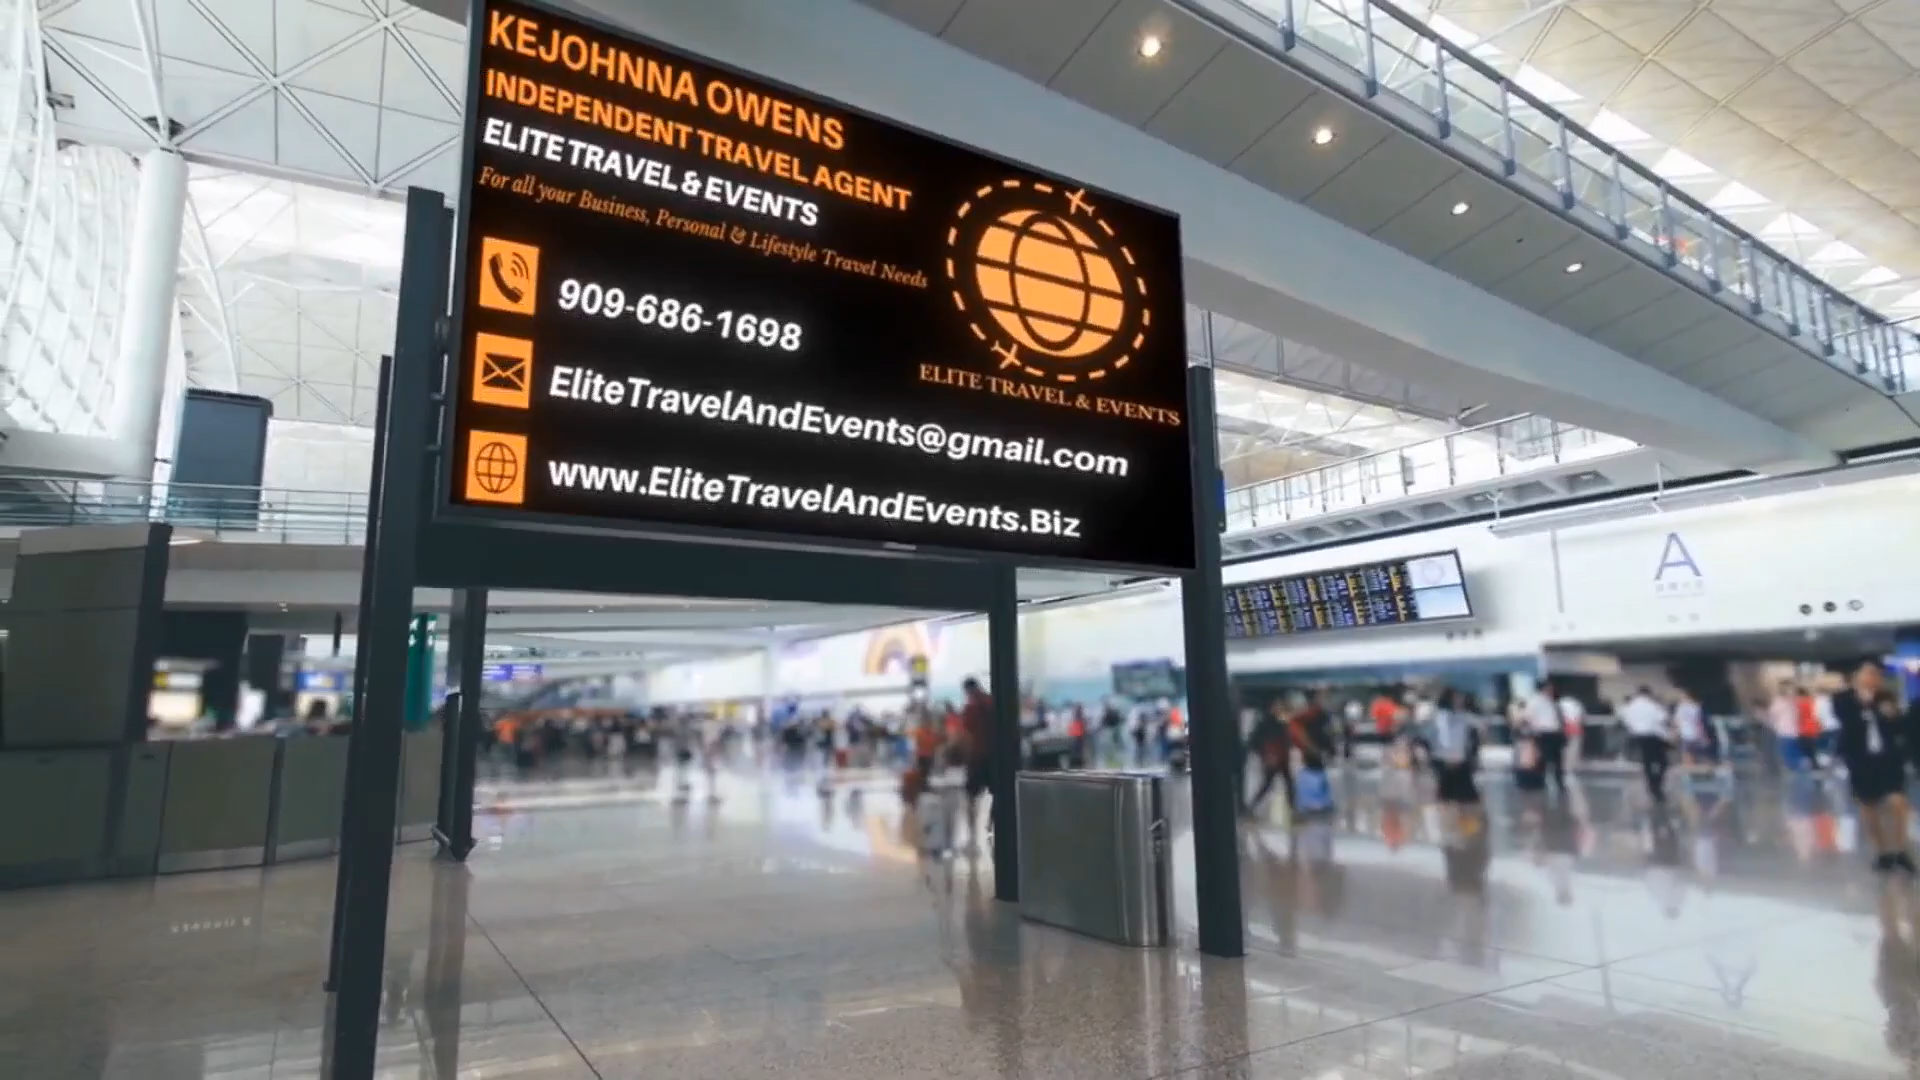 KEJOHNNA OWENS
INDEPENDENT TRAVEL AGENT
ELITE TRAVEL & EVENTS
For all your Business, Personal & Lifestyle Travel Needs
909-686-1698
EliteTravelAndEvents@gmail.com
www.EliteTravelAndEvents.Biz
ELITE TRAVEL & EVENTS
A